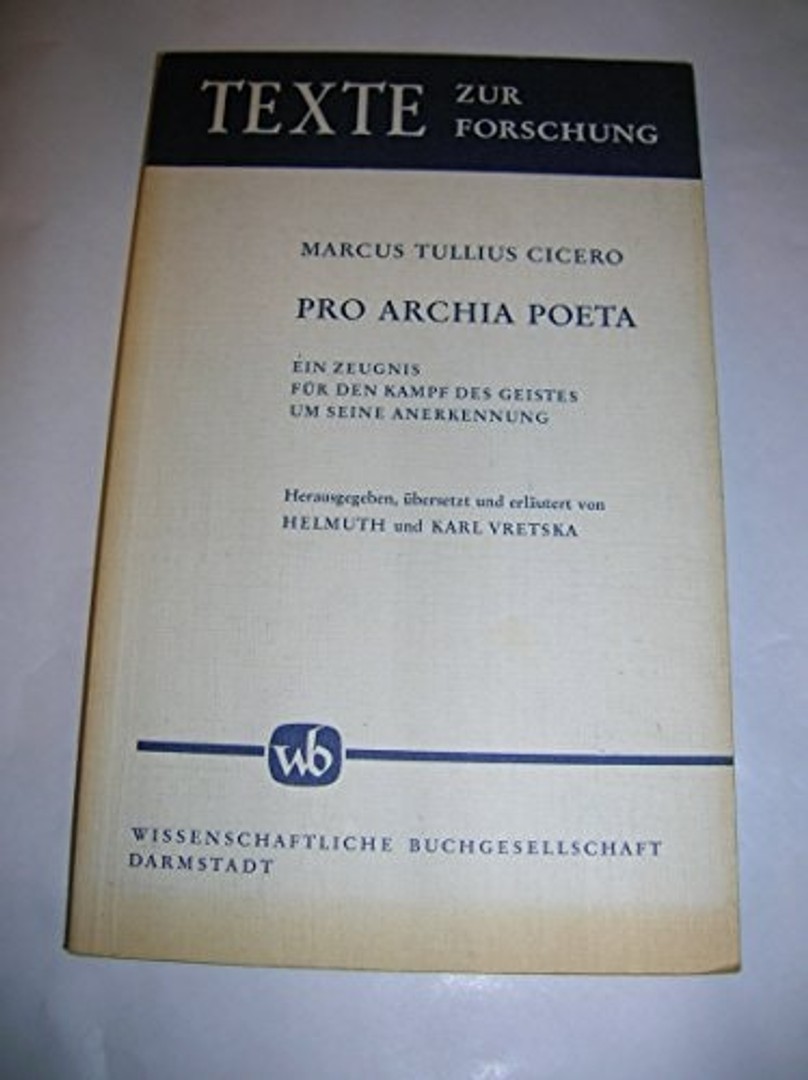 TEXTE ZUR
FORSCHUNG
MARCUS TULLIUS CICERO
PRO ARCHIA POETA
EIN ZEUGNIS
FÜR DEN KAMPF DES GEISTES
UM SEINE ANERKENNUNG
Herausgegeben, übersetzt und erläutert von
HELMUTH und KARL VRETSKA
wb
WISSENSCHAFTLICHE BUCHGESELLSCHAFT
DARMSTADT